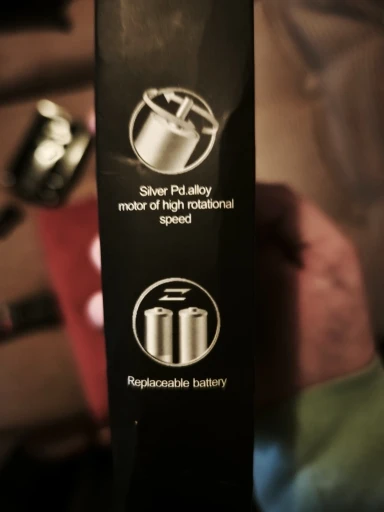 Silver Pd.alloy
motor of high rotational
speed
Replaceable battery